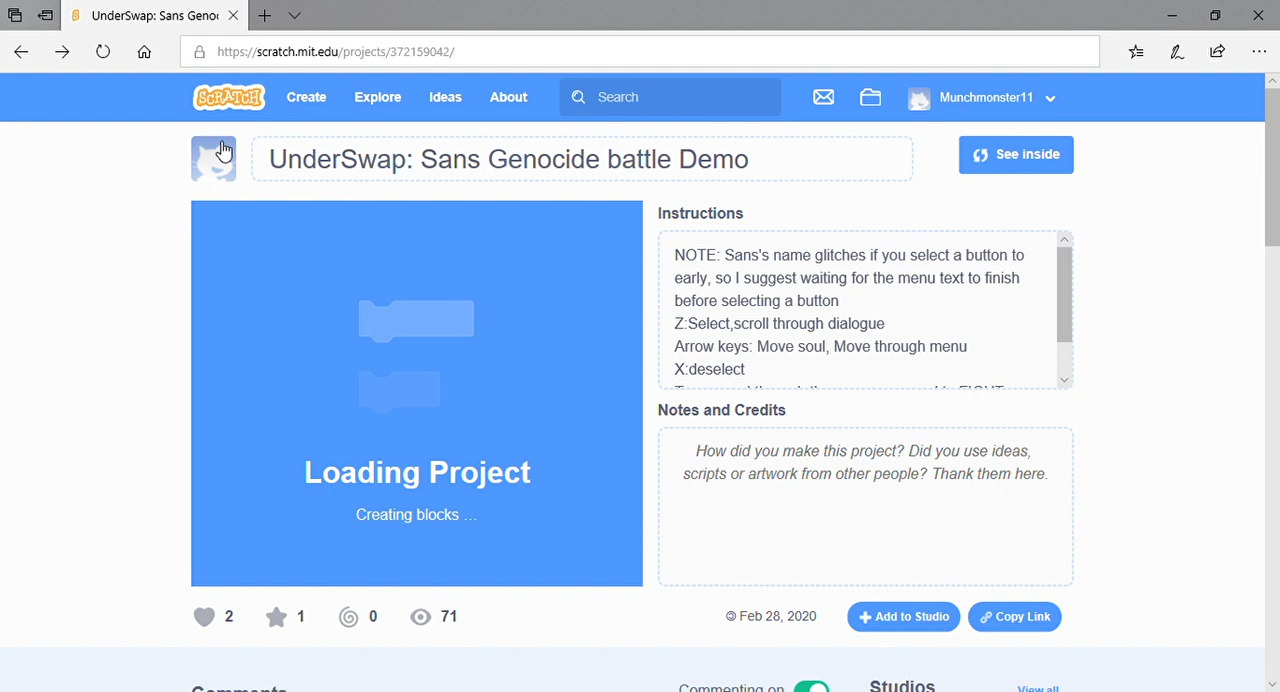 UnderSwap: Sans Genoc
https://scratch.mit.edu/projects/372159042/
SCRATCH
Create
Explore
Ideas
About
Search
Munchmonster11
UnderSwap: Sans Genocide battle Demo
See inside
Loading Project
Creating blocks ...
Instructions
NOTE: Sans's name glitches if you select a button to
early, so I suggest waiting for the menu text to finish
before selecting a button
Z:Select,scroll through dialogue
Arrow keys: Move soul, Move through menu
X:deselect
Notes and Credits
How did you make this project? Did you use ideas,
scripts or artwork from other people? Thank them here.
2
1
0
71
© Feb 28, 2020
Add to Studio
Copy Link
Comments
Commenting on
Studios
View all